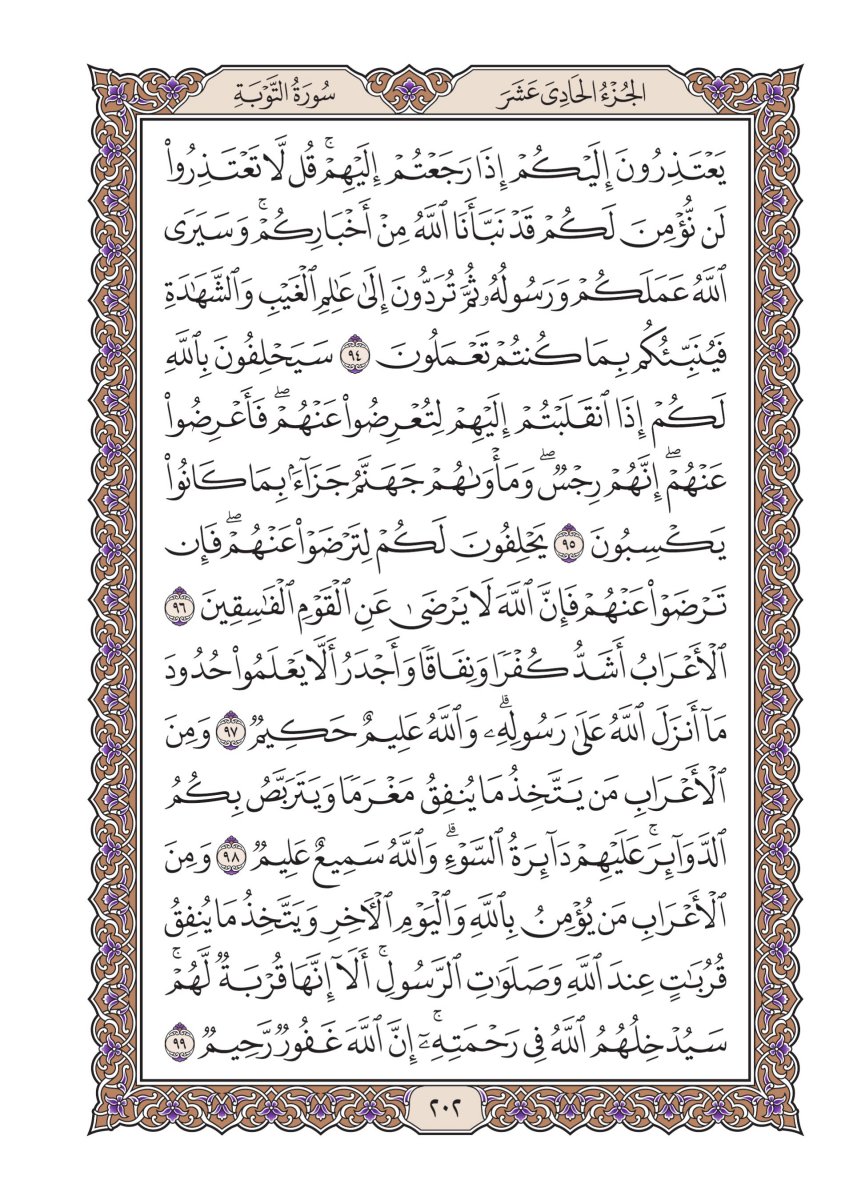 الجُزْءُ الحَادِىَ عَشَرَ
سُورَةُ التَّوْبَةِ
يَعْتَذِرُونَ إِلَيْكُمْ إِذَا رَجَعْتُمْ إِلَيْهِمْۚ قُل لَّا تَعْتَذِرُوا۟
لَن نُّؤْمِنَ لَكُمْ قَدْ نَبَّأَنَا ٱللَّهُ مِنْ أَخْبَارِكُمْۚ وَسَيَرَى
ٱللَّهُ عَمَلَكُمْ وَرَسُولُهُۥ ثُمَّ تُرَدُّونَ إِلَىٰ عَٰلِمِ ٱلْغَيْبِ وَٱلشَّهَٰدَةِ
فَيُنَبِّئُكُم بِمَا كُنتُمْ تَعْمَلُونَ ٩٤ سَيَحْلِفُونَ بِٱللَّهِ
لَكُمْ إِذَا ٱنقَلَبْتُمْ إِلَيْهِمْ لِتُعْرِضُوا۟ عَنْهُمْۖ فَأَعْرِضُوا۟
عَنْهُمْۖ إِنَّهُمْ رِجْسٌۖ وَمَأْوَىٰهُمْ جَهَنَّمُ جَزَآءًۢ بِمَا كَانُوا۟
يَكْسِبُونَ ٩٥ يَحْلِفُونَ لَكُمْ لِتَرْضَوْا۟ عَنْهُمْۖ فَإِن
تَرْضَوْا۟ عَنْهُمْ فَإِنَّ ٱللَّهَ لَا يَرْضَىٰ عَنِ ٱلْقَوْمِ ٱلْفَٰسِقِينَ ٩٦
ٱلْأَعْرَابُ أَشَدُّ كُفْرًا وَنِفَاقًا وَأَجْدَرُ أَلَّا يَعْلَمُوا۟ حُدُودَ
مَآ أَنزَلَ ٱللَّهُ عَلَىٰ رَسُولِهِۦۗ وَٱللَّهُ عَلِيمٌ حَكِيمٌ ٩٧ وَمِنَ
ٱلْأَعْرَابِ مَن يَتَّخِذُ مَا يُنفِقُ مَغْرَمًا وَيَتَرَبَّصُ بِكُمُ
ٱلدَّوَآئِرَۚ عَلَيْهِمْ دَآئِرَةُ ٱلسَّوْءِۗ وَٱللَّهُ سَمِيعٌ عَلِيمٌ ٩٨ وَمِنَ
ٱلْأَعْرَابِ مَن يُؤْمِنُ بِٱللَّهِ وَٱلْيَوْمِ ٱلْـَٔاخِرِ وَيَتَّخِذُ مَا يُنفِقُ
قُرُبَٰتٍ عِندَ ٱللَّهِ وَصَلَوَٰتِ ٱلرَّسُولِۚ أَلَآ إِنَّهَا قُرْبَةٌ لَّهُمْۚ
سَيُدْخِلُهُمُ ٱللَّهُ فِى رَحْمَتِهِۦٓۚ إِنَّ ٱللَّهَ غَفُورٌ رَّحِيمٌ ٩٩
٢٠٢